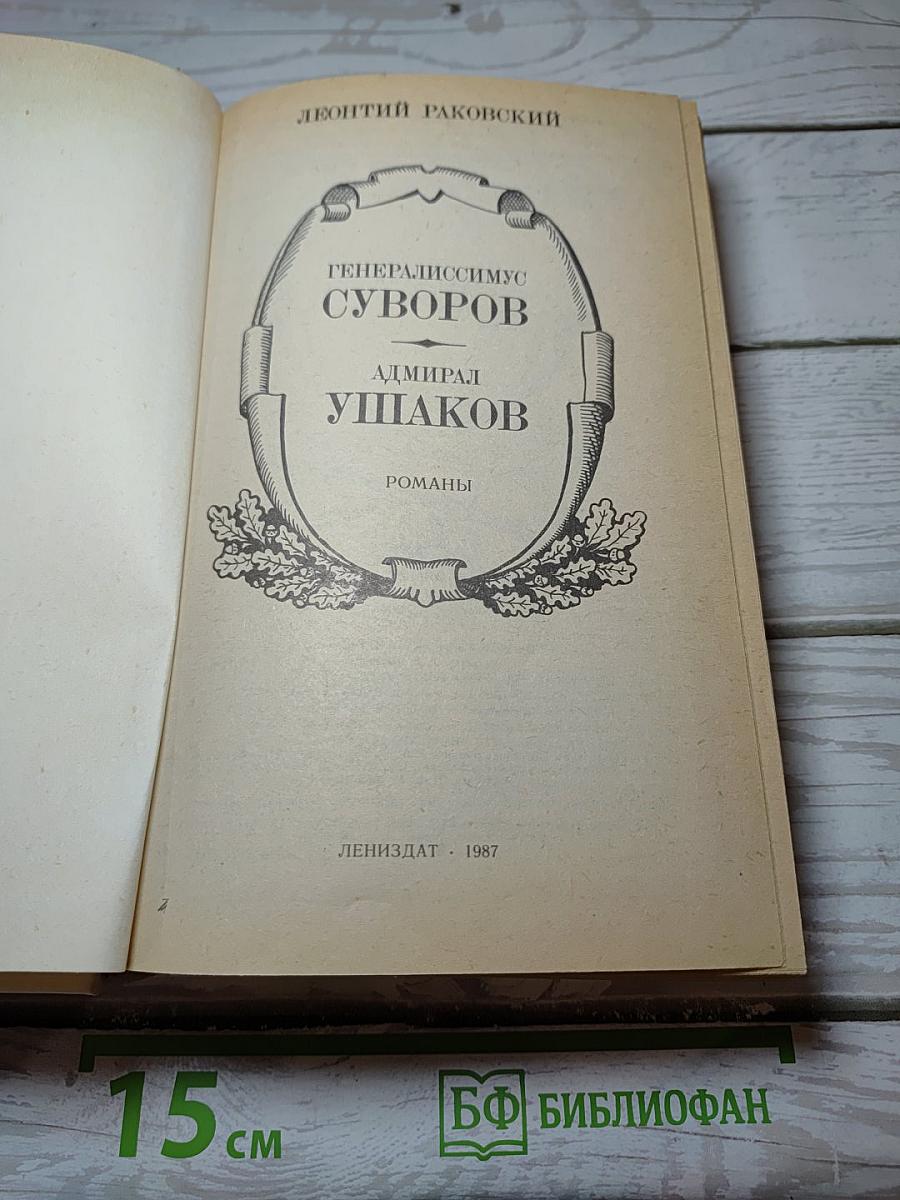 ЛЕОНТИЙ РАКОВСКИЙ
ГЕНЕРАЛИССИМУС
СУВОРОВ
АДМИРАЛ
УШАКОВ
РОМАНЫ
ЛЕНИЗДАТ · 1987
15 см
БФ БИБЛИОФАН